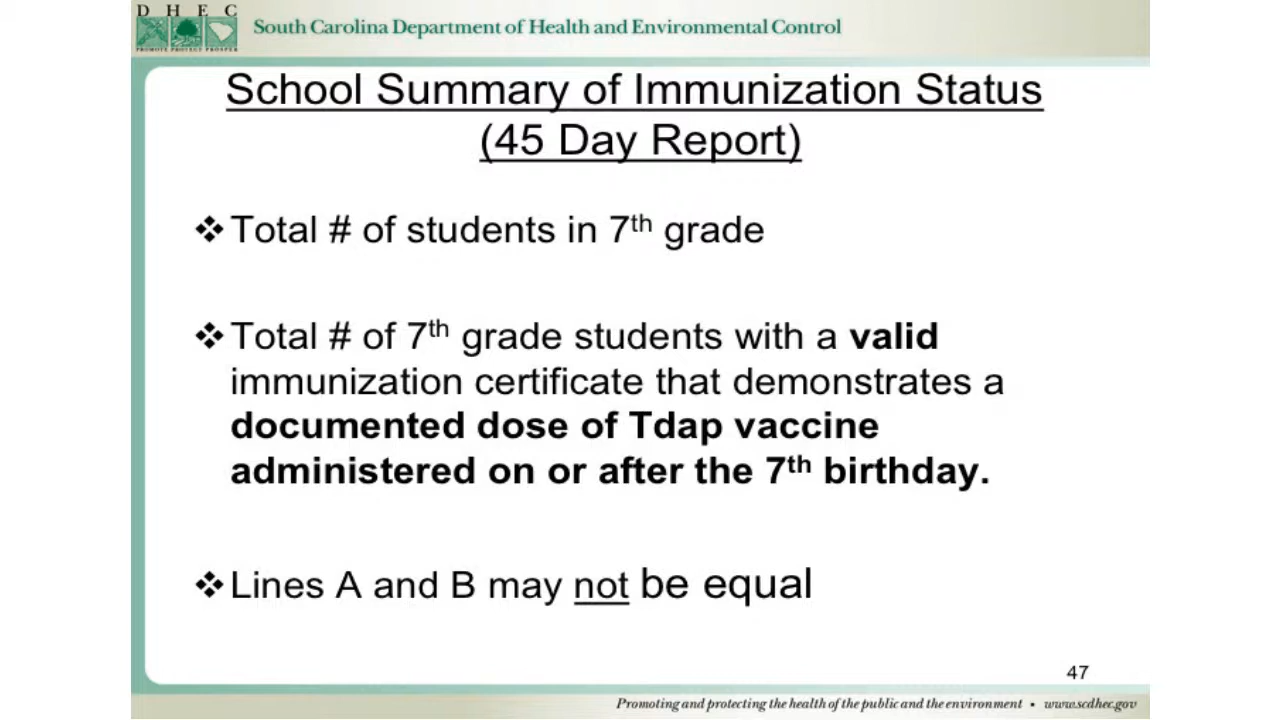 D H E C
PROMOTE PROTECT PROSPER
South Carolina Department of Health and Environmental Control
School Summary of Immunization Status
(45 Day Report)
❖Total # of students in 7th grade
❖Total # of 7th grade students with a valid
immunization certificate that demonstrates a
documented dose of Tdap vaccine
administered on or after the 7th birthday.
❖Lines A and B may not be equal
47
Promoting and protecting the health of the public and the environment • www.scdhec.gov